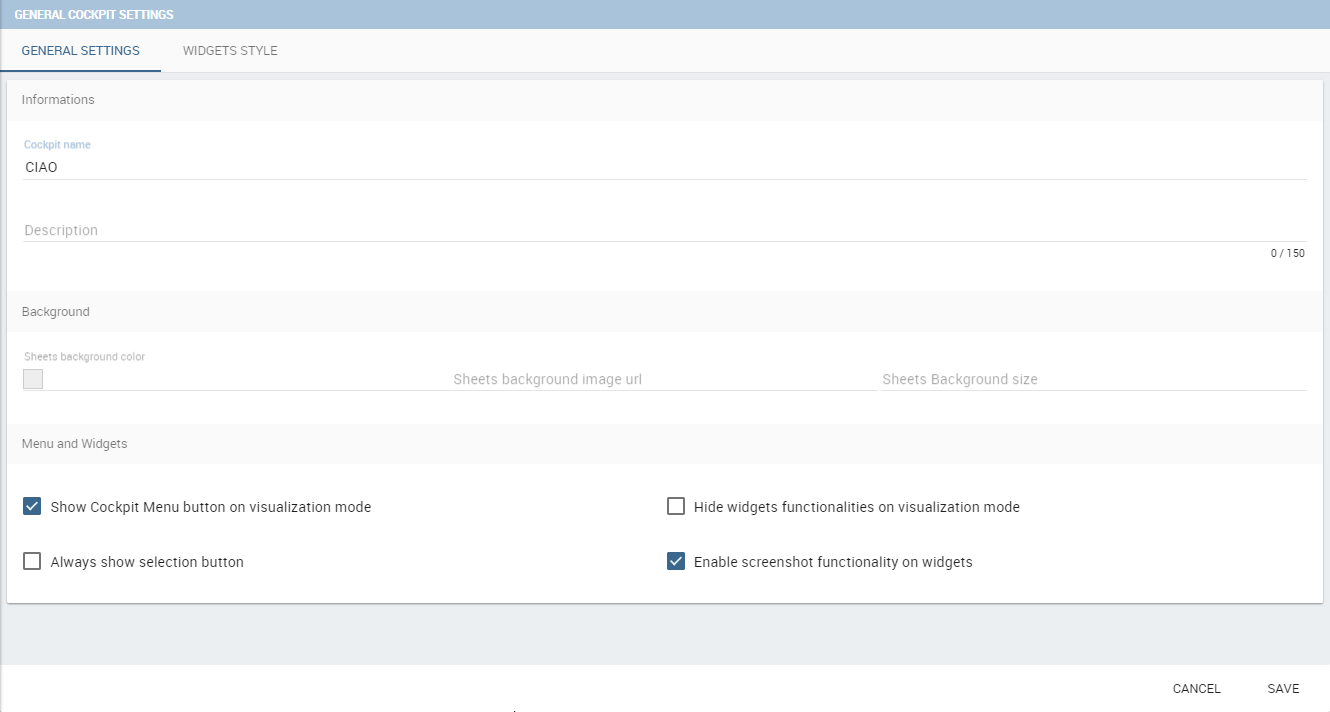 GENERAL COCKPIT SETTINGS
GENERAL SETTINGS WIDGETS STYLE
Informations
Cockpit name
CIAO
Description
0 / 150
Background
Sheets background color
Sheets background image url Sheets Background size
Menu and Widgets
Show Cockpit Menu button on visualization mode Hide widgets functionalities on visualization mode
Always show selection button Enable screenshot functionality on widgets
CANCEL SAVE